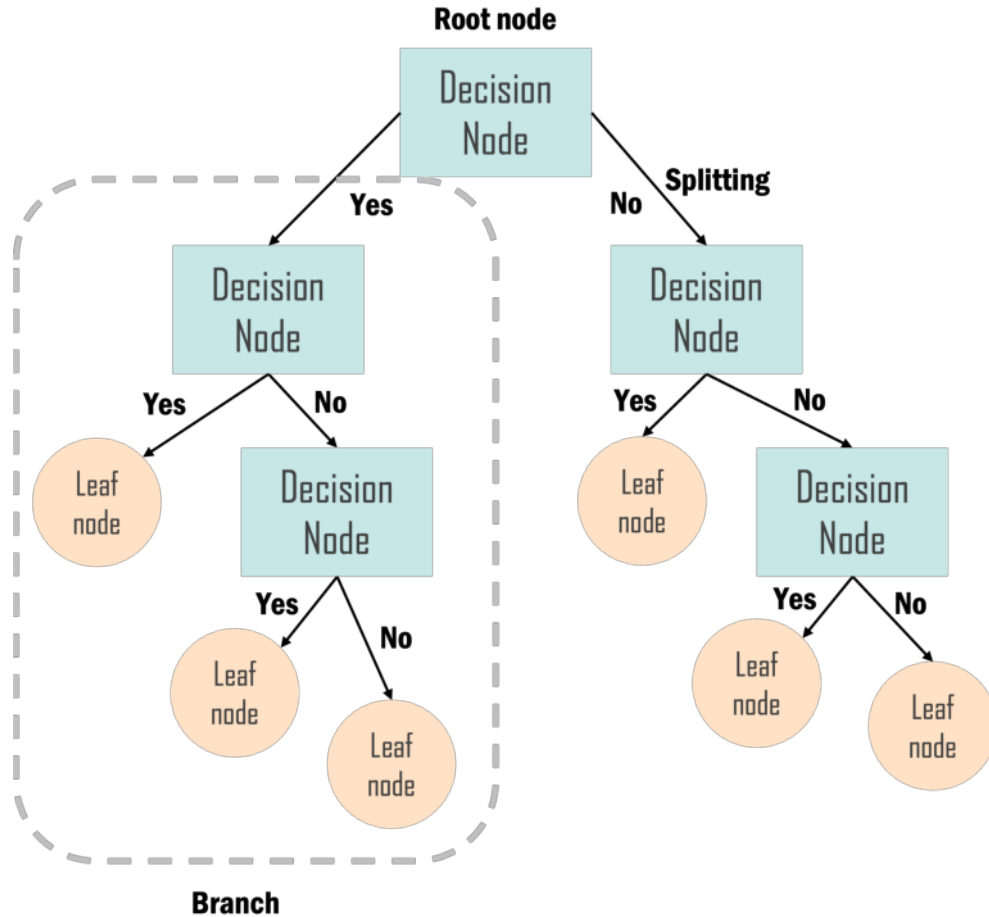 Root node
Decision
Node
Splitting
Yes
No
Decision
Node
Decision
Node
Yes
No
Yes
No
Leaf
node
Decision
Node
Leaf
node
Decision
Node
Yes
No
Yes
No
Leaf
node
Leaf
node
Leaf
node
Leaf
node
Branch